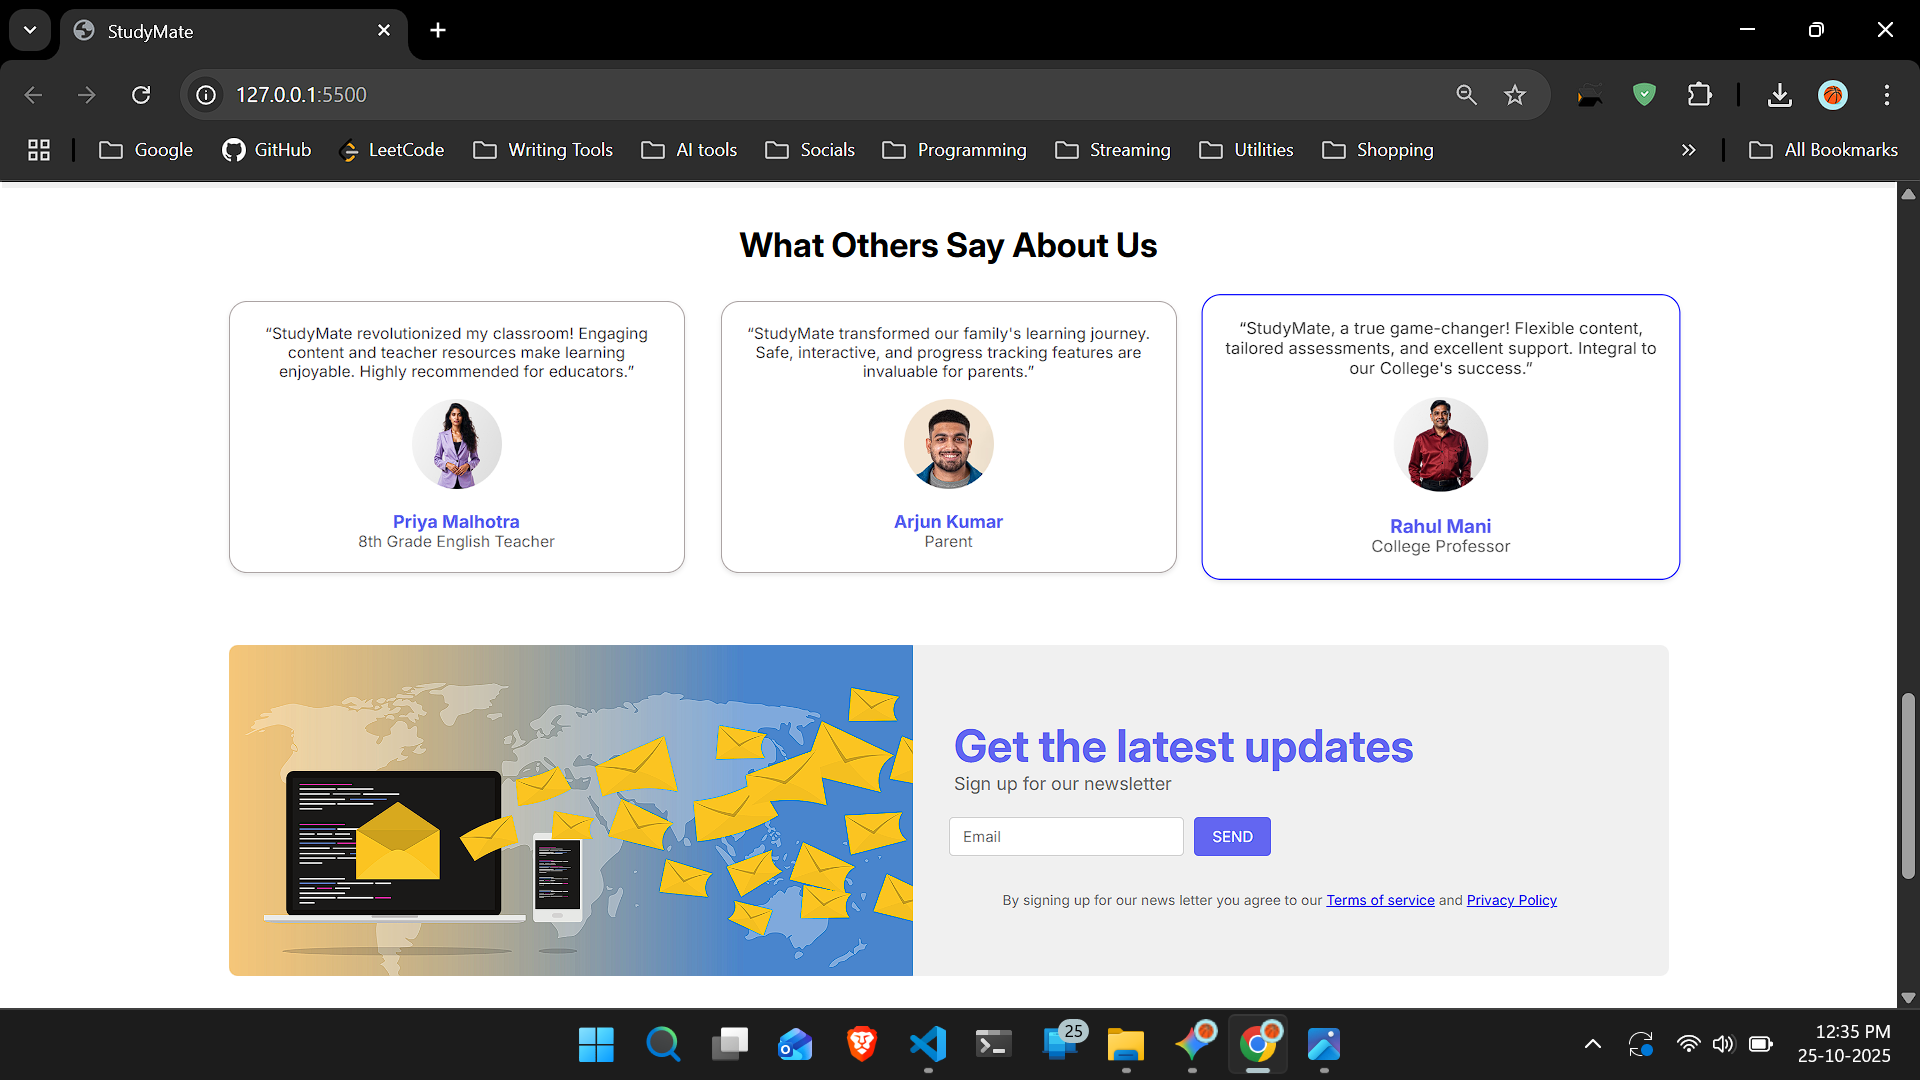 StudyMate
127.0.0.1:5500
Google
GitHub
LeetCode
Writing Tools
AI tools
Socials
Programming
Streaming
Utilities
Shopping
All Bookmarks
What Others Say About Us
“StudyMate revolutionized my classroom! Engaging
content and teacher resources make learning
enjoyable. Highly recommended for educators.”
Priya Malhotra
8th Grade English Teacher
“StudyMate transformed our family's learning journey.
Safe, interactive, and progress tracking features are
invaluable for parents.”
Arjun Kumar
Parent
“StudyMate, a true game-changer! Flexible content,
tailored assessments, and excellent support. Integral to
our College's success.”
Rahul Mani
College Professor
Get the latest updates
Sign up for our newsletter
Email
SEND
By signing up for our news letter you agree to our Terms of service and Privacy Policy
25
12:35 PM
25-10-2025